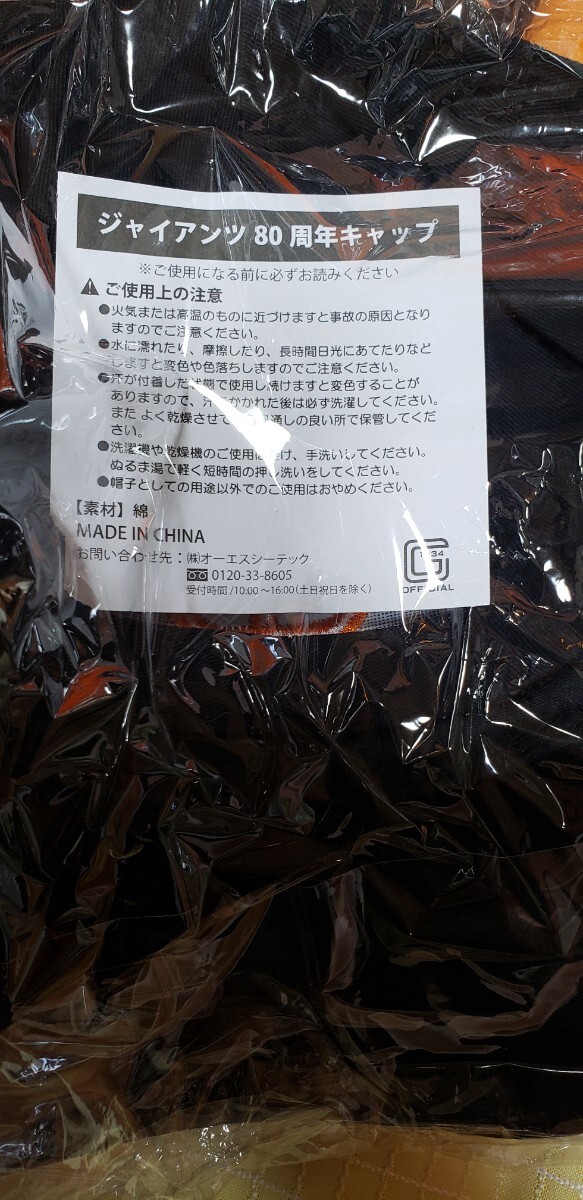 ジャイアンツ 80 周年キャップ
※ご使用になる前に必ずお読みください
ご使用上の注意
●火気または高温のものに近づけますと事故の原因となり
ますのでご注意ください。
●水に濡れたり、摩擦したり、長時間日光にあてたりなど
しますと変色や色落ちしますのでご注意ください。
●汗が付着した状態で使用し続けますと変色することが
ありますので、汗をかかれた後は必ず洗濯してください。
また よく乾燥させて 通しの良い所で保管してくだ
さい。
●洗濯機や乾燥機のご使用は避け、手洗いしてください。
ぬるま湯で軽く短時間の押し洗いをしてください。
●帽子としての用途以外でのご使用はおやめください。
【素材】綿
MADE IN CHINA
お問い合わせ先：㈱オーエスシーテック
0120-33-8605
受付時間/10:00～16:00(土日祝日を除く)
G 1934
OFFICIAL